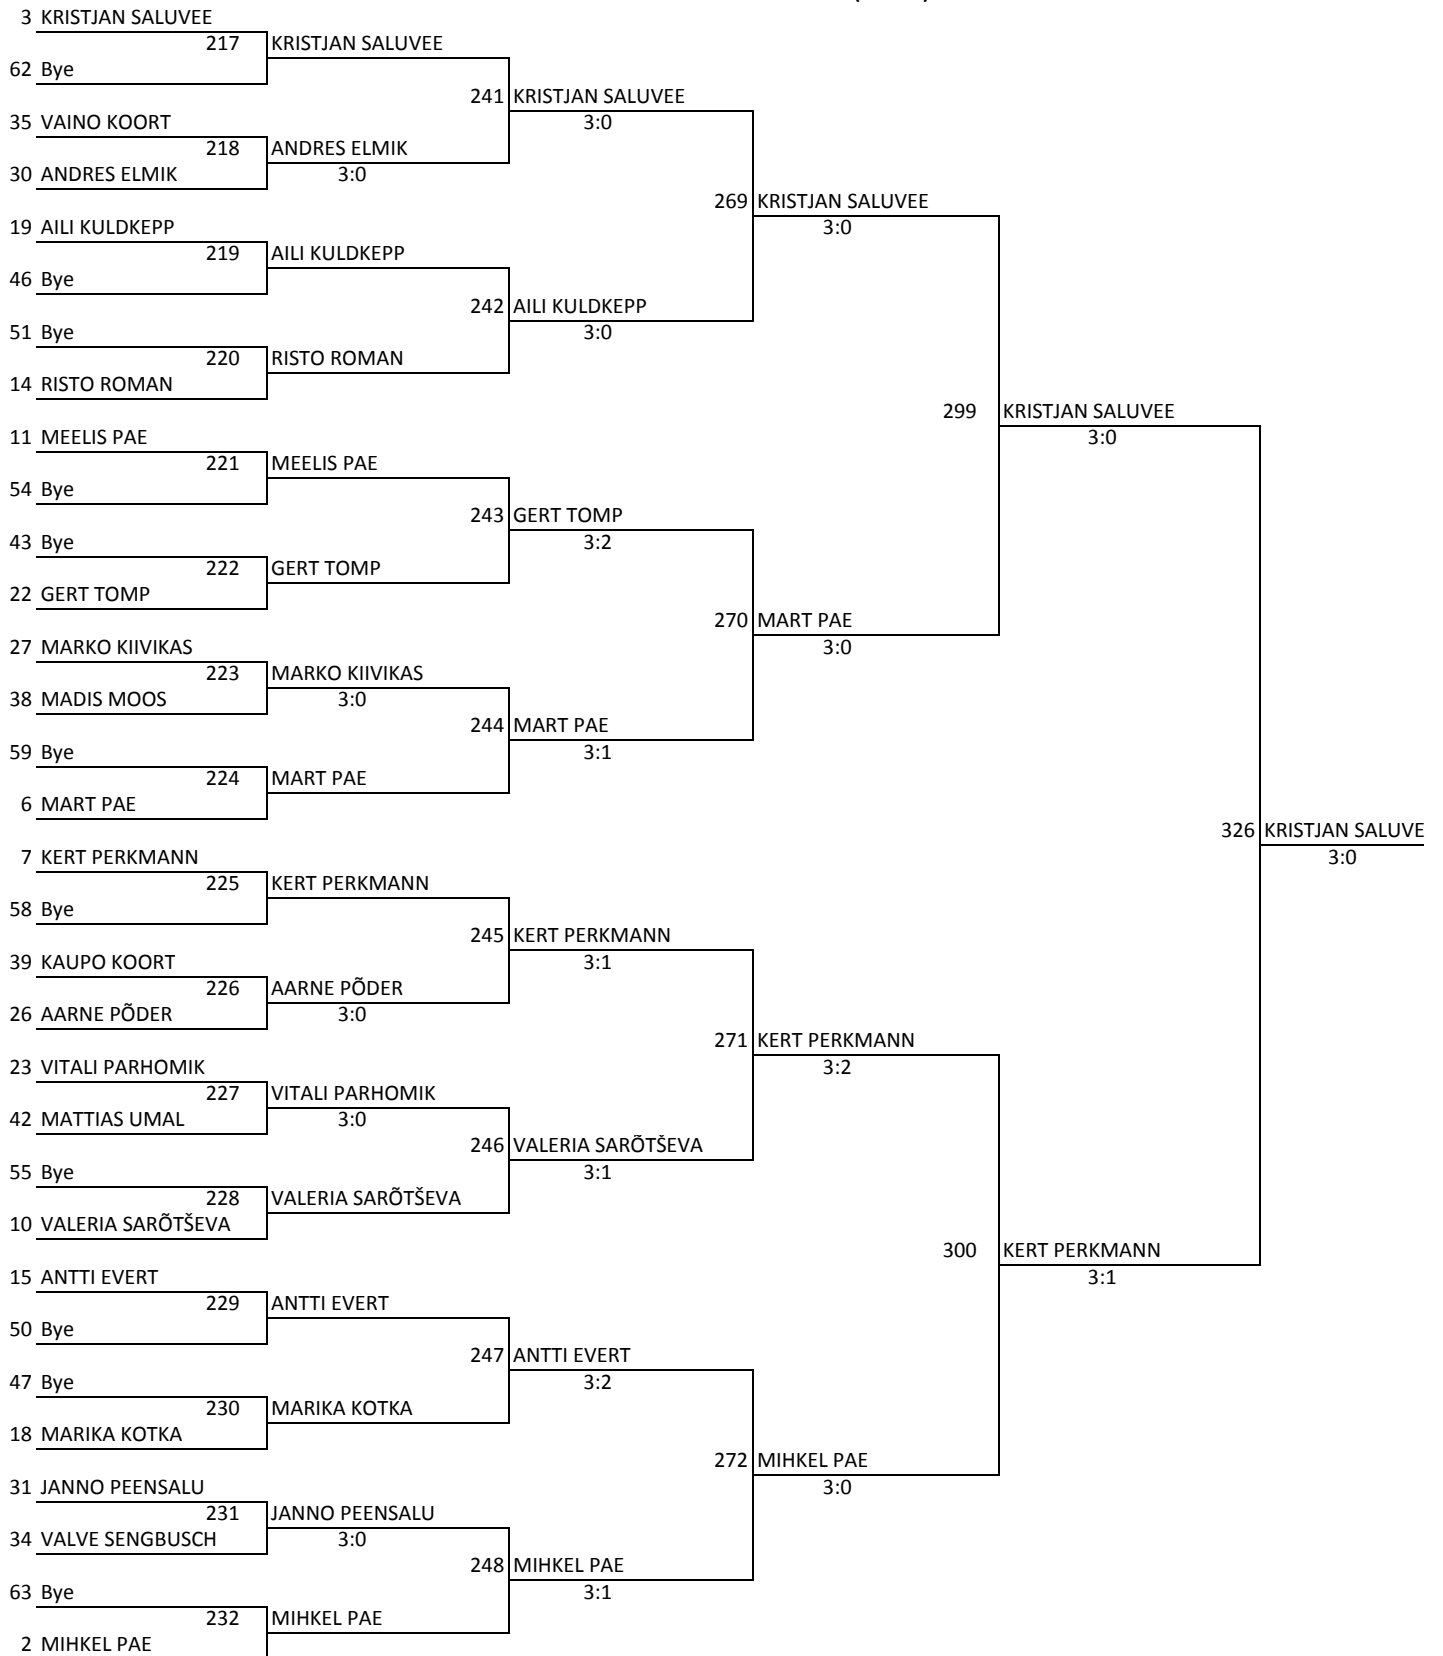 3 KRISTJAN SALUVEE
217 KRISTJAN SALUVEE
62 Bye
241 KRISTJAN SALUVEE
35 VAINO KOORT
3:0
218 ANDRES ELMIK
30 ANDRES ELMIK
3:0
269 KRISTJAN SALUVEE
19 AILI KULDKEPP
3:0
219 AILI KULDKEPP
46 Bye
242 AILI KULDKEPP
51 Bye
3:0
220 RISTO ROMAN
14 RISTO ROMAN
299 KRISTJAN SALUVEE
11 MEELIS PAE
3:0
221 MEELIS PAE
54 Bye
243 GERT TOMP
43 Bye
3:2
222 GERT TOMP
22 GERT TOMP
270 MART PAE
27 MARKO KIIVIKAS
3:0
223 MARKO KIIVIKAS
38 MADIS MOOS
3:0
244 MART PAE
59 Bye
3:1
224 MART PAE
6 MART PAE
326 KRISTJAN SALUVE
7 KERT PERKMANN
3:0
225 KERT PERKMANN
58 Bye
245 KERT PERKMANN
39 KAUPO KOORT
3:1
226 AARNE PÕDER
26 AARNE PÕDER
3:0
271 KERT PERKMANN
23 VITALI PARHOMIK
3:2
227 VITALI PARHOMIK
42 MATTIAS UMAL
3:0
246 VALERIA SARÕTŠEVA
55 Bye
3:1
228 VALERIA SARÕTŠEVA
10 VALERIA SARÕTŠEVA
300 KERT PERKMANN
15 ANTTI EVERT
3:1
229 ANTTI EVERT
50 Bye
247 ANTTI EVERT
47 Bye
3:2
230 MARIKA KOTKA
18 MARIKA KOTKA
272 MIHKEL PAE
31 JANNO PEENSALU
3:0
231 JANNO PEENSALU
34 VALVE SENGBUSCH
3:0
248 MIHKEL PAE
63 Bye
3:1
232 MIHKEL PAE
2 MIHKEL PAE